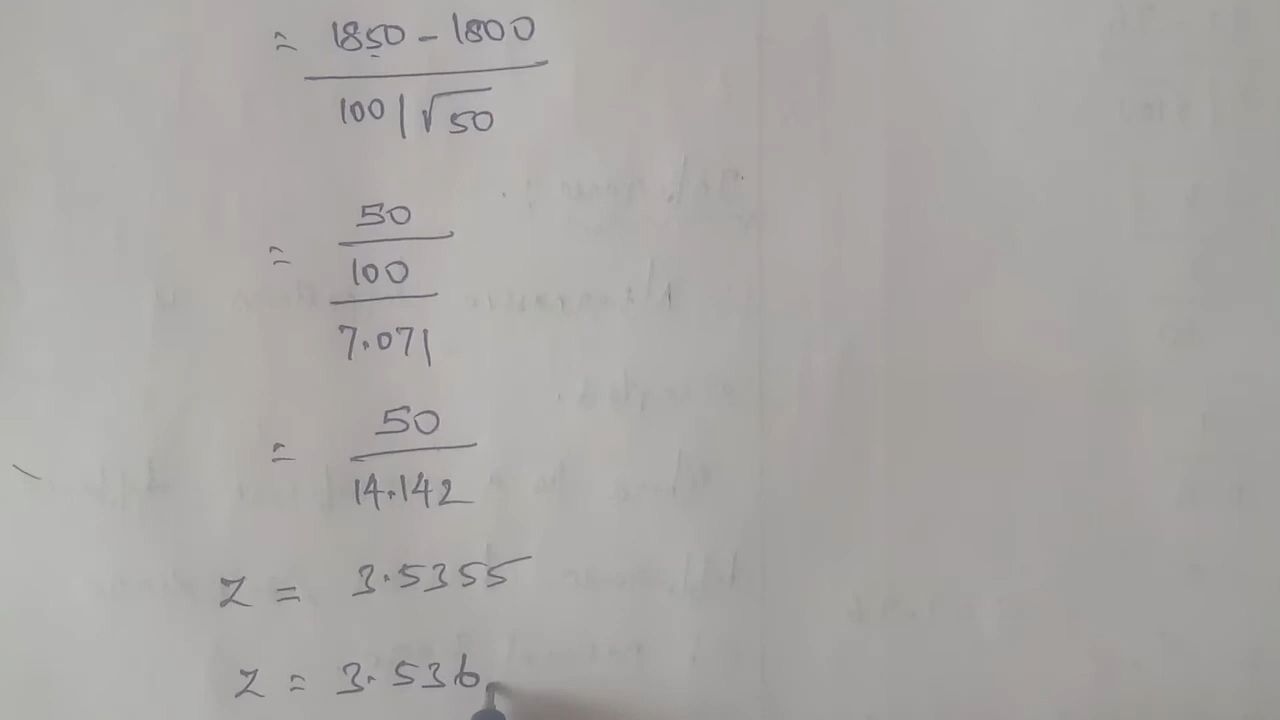 = 1850 - 1800
100 / √50
= 50
100
7.071
= 50
14.142
z = 3.5355
z = 3.536